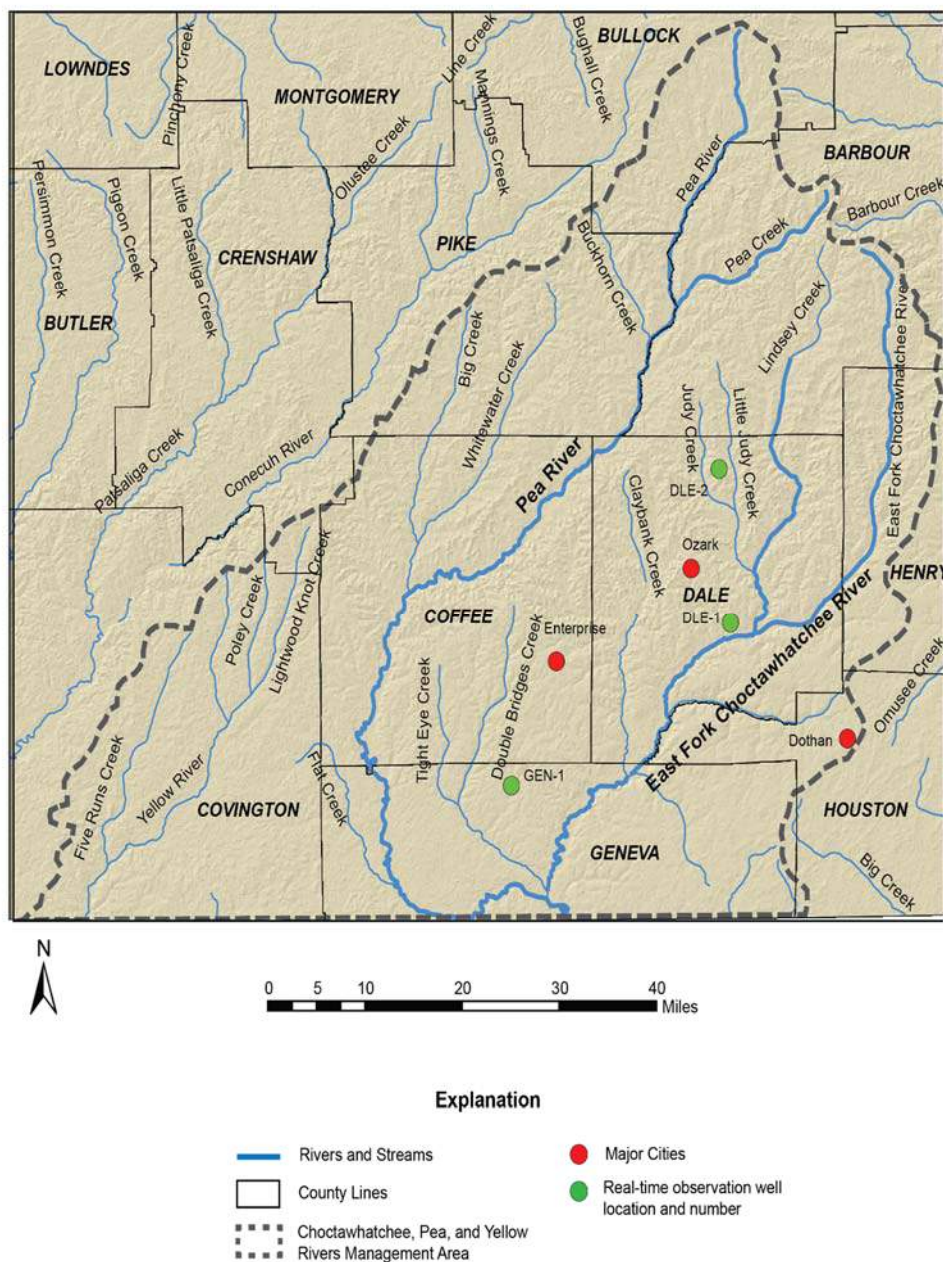 BULLOCK
LOWNDES
MONTGOMERY
Pinchony Creek
Line Creek
Bughall Creek
Mannings Creek
BARBOUR
Pea River
Olustee Creek
Persimmon Creek
Pigeon Creek
Little Patsaliga Creek
Barbour Creek
PIKE
Buckhorn Creek
Pea Creek
CRENSHAW
Lindsey Creek
East Fork Choctawhatchee River
BUTLER
Big Creek
Whitewater Creek
Judy Creek
Little Judy Creek
Patsaliga Creek
Conecuh River
Pea River
Claybank Creek
DLE-2
Ozark
Lightwood Knot Creek
Poley Creek
COFFEE
DALE
HENRY
DLE-1
Enterprise
East Fork Choctawhatchee River
Double Bridges Creek
Tight Eye Creek
Omusee Creek
Dothan
Five Runs Creek
Yellow River
Flat Creek
GEN-1
COVINGTON
HOUSTON
GENEVA
Big Creek
N
0 5 10 20 30 40
Miles
Explanation
Rivers and Streams
County Lines
Choctawhatchee, Pea, and Yellow
Rivers Management Area
Major Cities
Real-time observation well
location and number